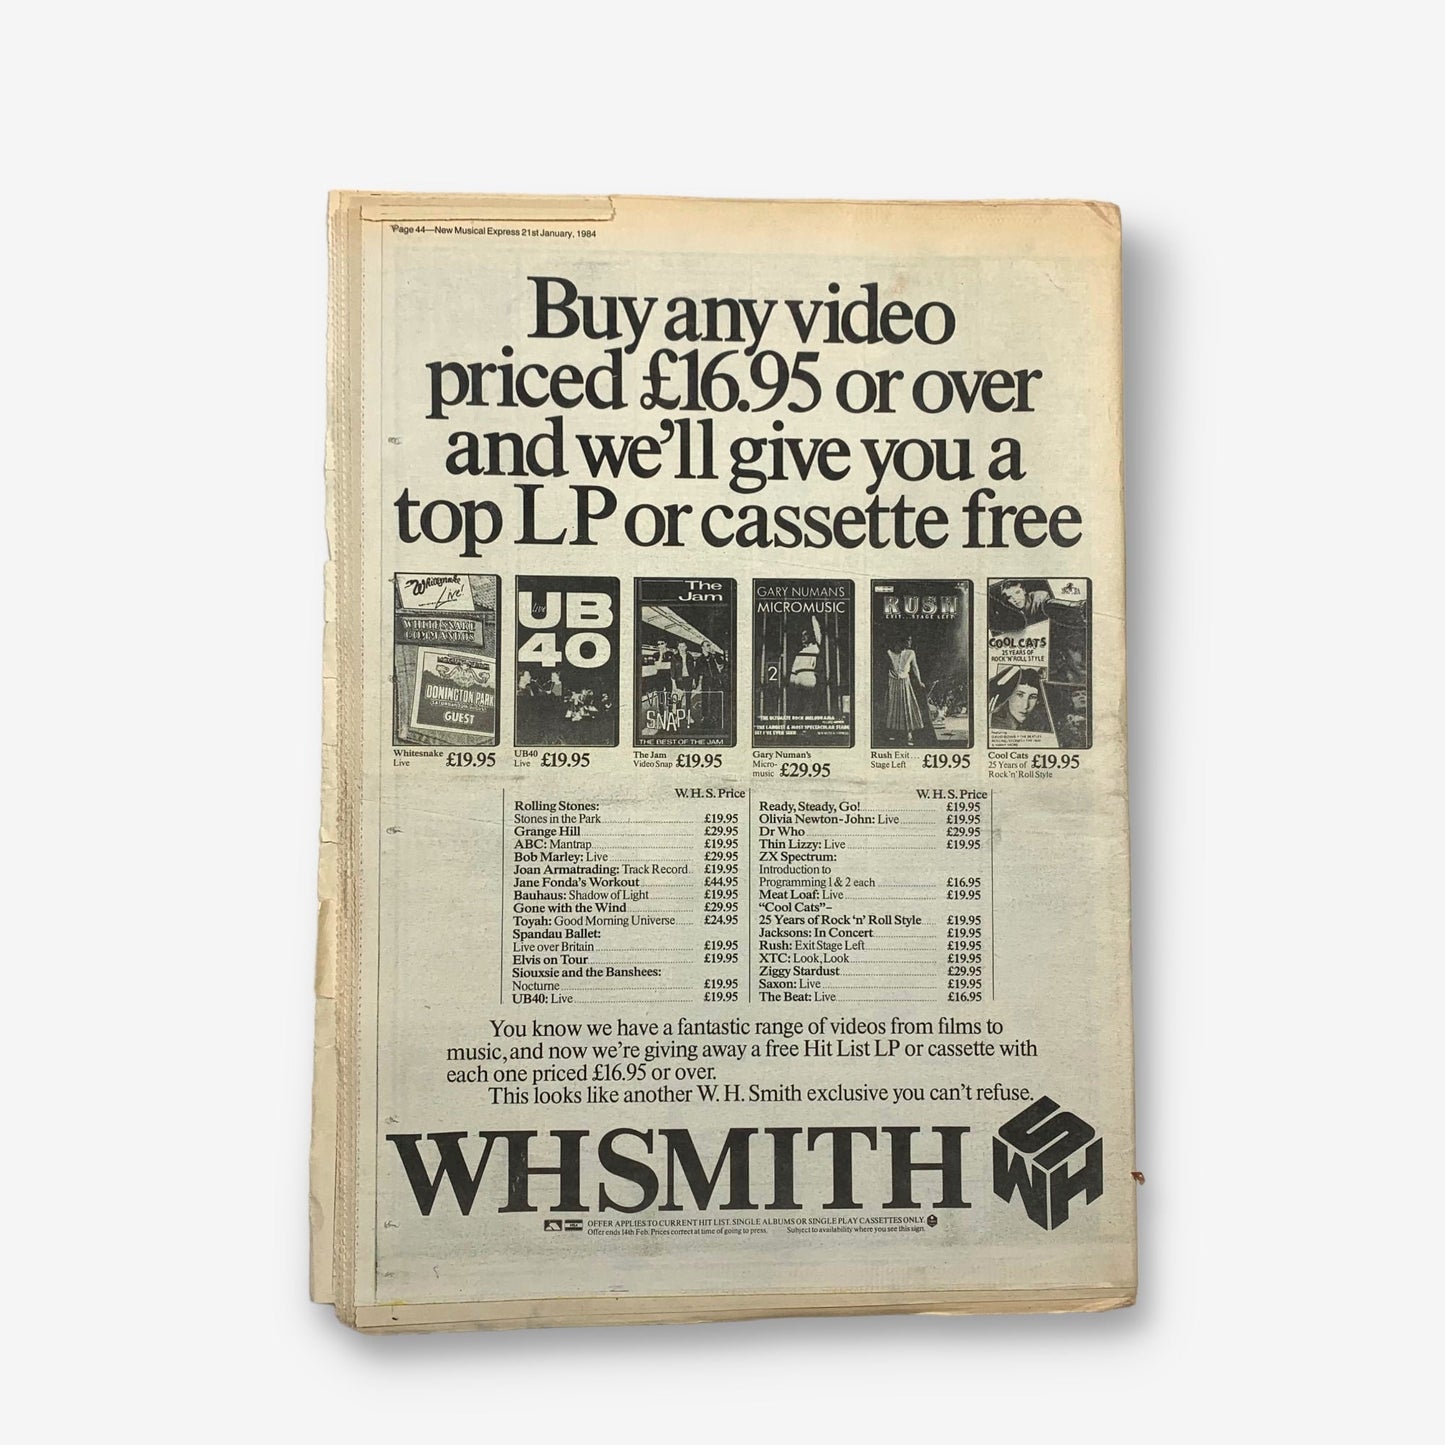 Page 44—New Musical Express 21st January, 1984
Buy any video
priced £16.95 or over
and we'll give you a
top LP or cassette free
Whitesnake
Live!
WHITESNAKE
COMMANDOS
DONINGTON PARK
GUEST
live
UB
40
The
Jam
VIDEO
SNAP!
THE BEST OF THE JAM
GARY NUMAN'S
MICROMUSIC
2
RUSH
EXIT...STAGE LEFT
COOL CATS
25 YEARS OF
ROCK 'N' ROLL STYLE
Whitesnake
Live £19.95
UB40
Live £19.95
The Jam
Video Snap £19.95
Gary Numan's
Micro-
music £29.95
Rush Exit...
Stage Left £19.95
Cool Cats
25 Years of £19.95
Rock 'n' Roll Style
W. H. S. Price
Rolling Stones:
Stones in the Park £19.95
Grange Hill £29.95
ABC: Mantrap £19.95
Bob Marley: Live £29.95
Joan Armatrading: Track Record £19.95
Jane Fonda's Workout £44.95
Bauhaus: Shadow of Light £19.95
Gone with the Wind £29.95
Toyah: Good Morning Universe £24.95
Spandau Ballet:
Live over Britain £19.95
Elvis on Tour £19.95
Siouxsie and the Banshees:
Nocturne £19.95
UB40: Live £19.95
W. H. S. Price
Ready, Steady, Go! £19.95
Olivia Newton-John: Live £19.95
Dr Who £29.95
Thin Lizzy: Live £19.95
ZX Spectrum:
Introduction to
Programming 1 & 2 each £16.95
Meat Loaf: Live £19.95
“Cool Cats”–
25 Years of Rock 'n' Roll Style £19.95
Jacksons: In Concert £19.95
Rush: Exit Stage Left £19.95
XTC: Look, Look £19.95
Ziggy Stardust £29.95
Saxon: Live £19.95
The Beat: Live £16.95
You know we have a fantastic range of videos from films to
music, and now we're giving away a free Hit List LP or cassette with
each one priced £16.95 or over.
This looks like another W. H. Smith exclusive you can't refuse.
WHSMITH
WHS
OFFER APPLIES TO CURRENT HIT LIST. SINGLE ALBUMS OR SINGLE PLAY CASSETTES ONLY.
Offer ends 14th Feb. Prices correct at time of going to press. Subject to availability where you see this sign.